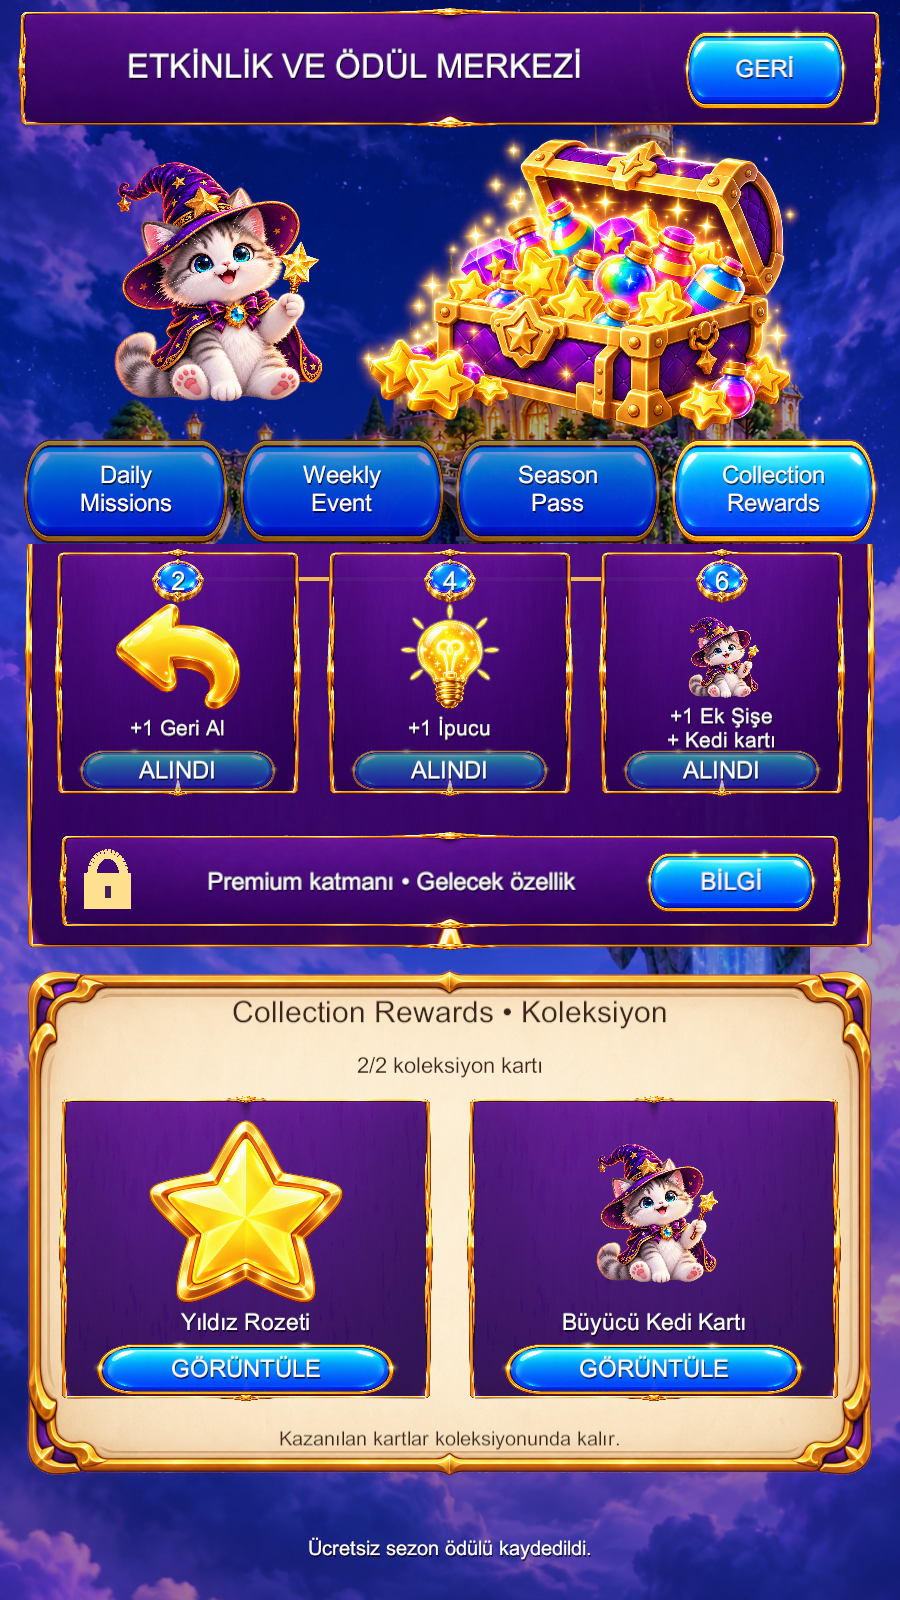 ETKİNLİK VE ÖDÜL MERKEZİ
GERİ
Daily
Missions
Weekly
Event
Season
Pass
Collection
Rewards
2
4
6
+1 Geri Al
+1 İpucu
+1 Ek Şişe
+ Kedi kartı
ALINDI
ALINDI
ALINDI
Premium katmanı • Gelecek özellik
BİLGİ
Collection Rewards • Koleksiyon
2/2 koleksiyon kartı
Yıldız Rozeti
Büyücü Kedi Kartı
GÖRÜNTÜLE
GÖRÜNTÜLE
Kazanılan kartlar koleksiyonunda kalır.
Ücretsiz sezon ödülü kaydedildi.